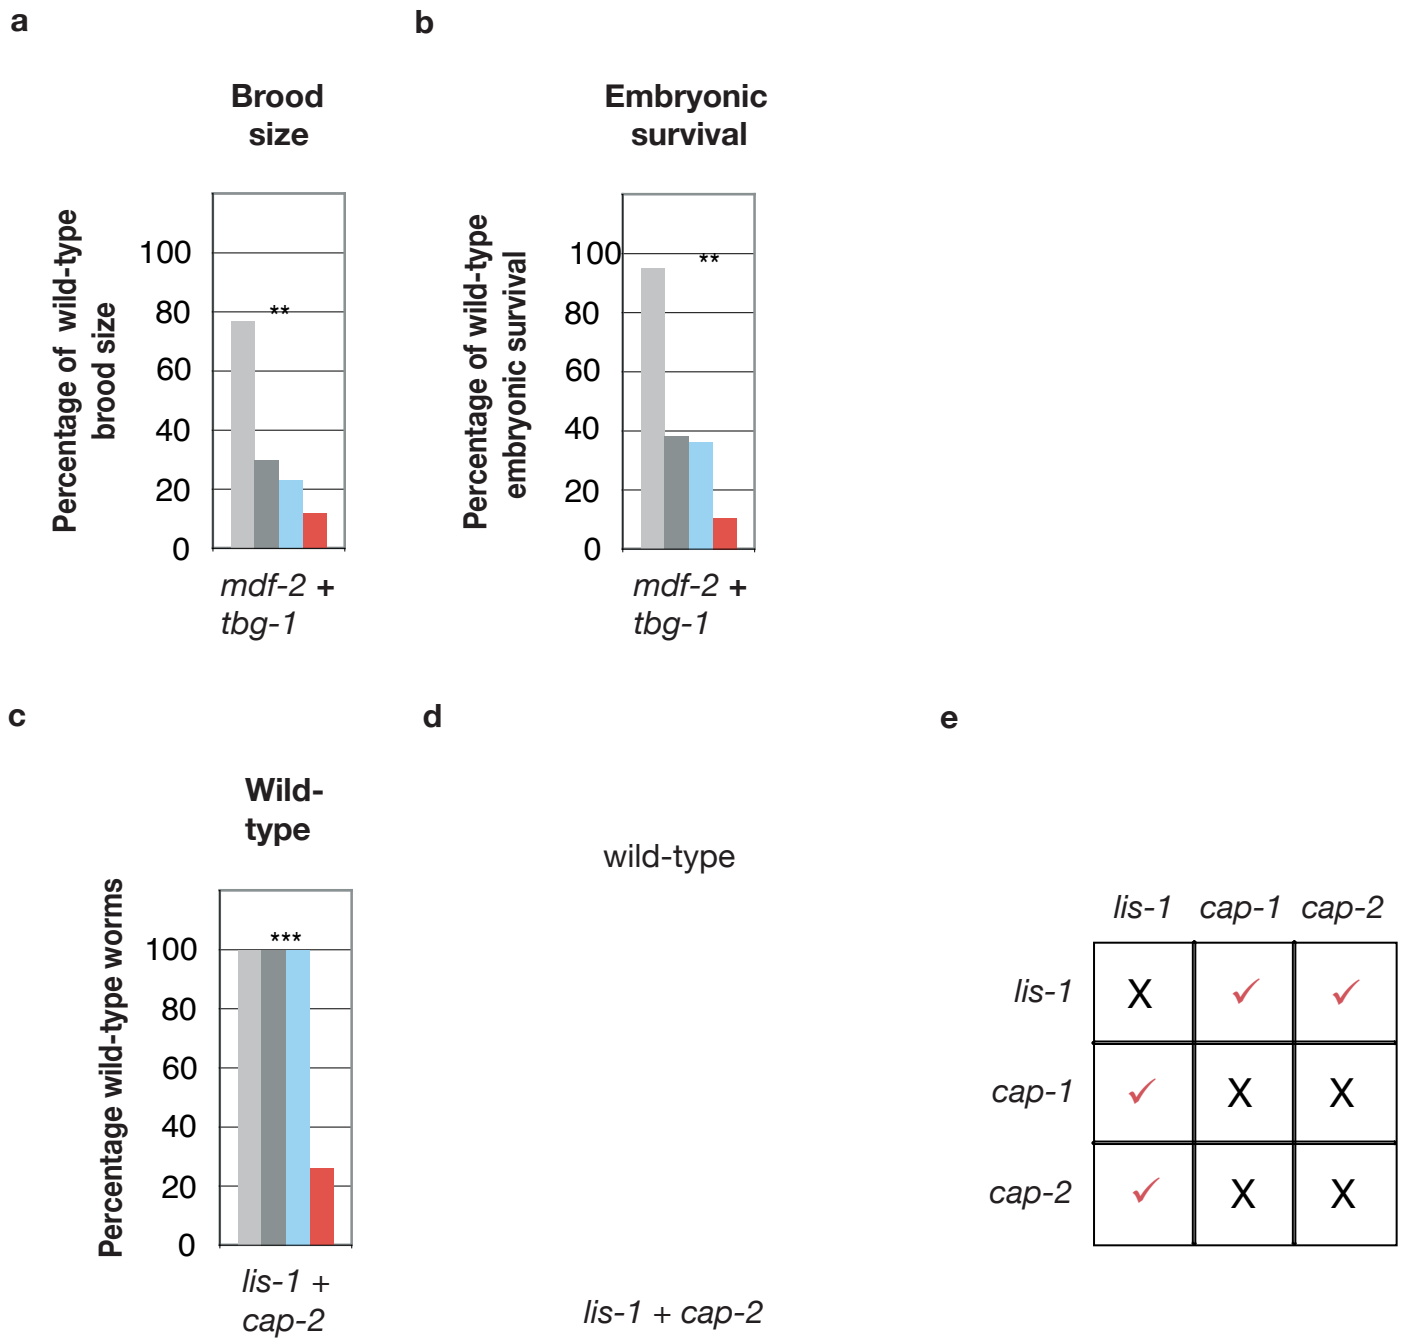 a
Brood
size
Percentage of wild-type
brood size
100
80
60
40
20
0
**
mdf-2 +
tbg-1
b
Embryonic
survival
Percentage of wild-type
embryonic survival
100
80
60
40
20
0
**
mdf-2 +
tbg-1
c
Wild-
type
Percentage wild-type worms
100
80
60
40
20
0
***
lis-1 +
cap-2
d
wild-type
lis-1 + cap-2
e
lis-1 cap-1 cap-2
lis-1 X ✓ ✓
cap-1 ✓ X X
cap-2 ✓ X X